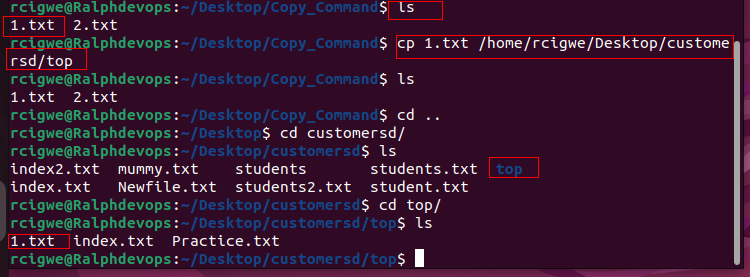 rcigwe@Ralphdevops:~/Desktop/Copy_Command$ ls
1.txt  2.txt
rcigwe@Ralphdevops:~/Desktop/Copy_Command$ cp 1.txt /home/rcigwe/Desktop/custome
rsd/top
rcigwe@Ralphdevops:~/Desktop/Copy_Command$ ls
1.txt  2.txt
rcigwe@Ralphdevops:~/Desktop/Copy_Command$ cd ..
rcigwe@Ralphdevops:~/Desktop$ cd customersd/
rcigwe@Ralphdevops:~/Desktop/customersd$ ls
index2.txt  mummy.txt    students       students.txt  top
index.txt   Newfile.txt  students2.txt  student.txt
rcigwe@Ralphdevops:~/Desktop/customersd$ cd top/
rcigwe@Ralphdevops:~/Desktop/customersd/top$ ls
1.txt  index.txt  Practice.txt
rcigwe@Ralphdevops:~/Desktop/customersd/top$